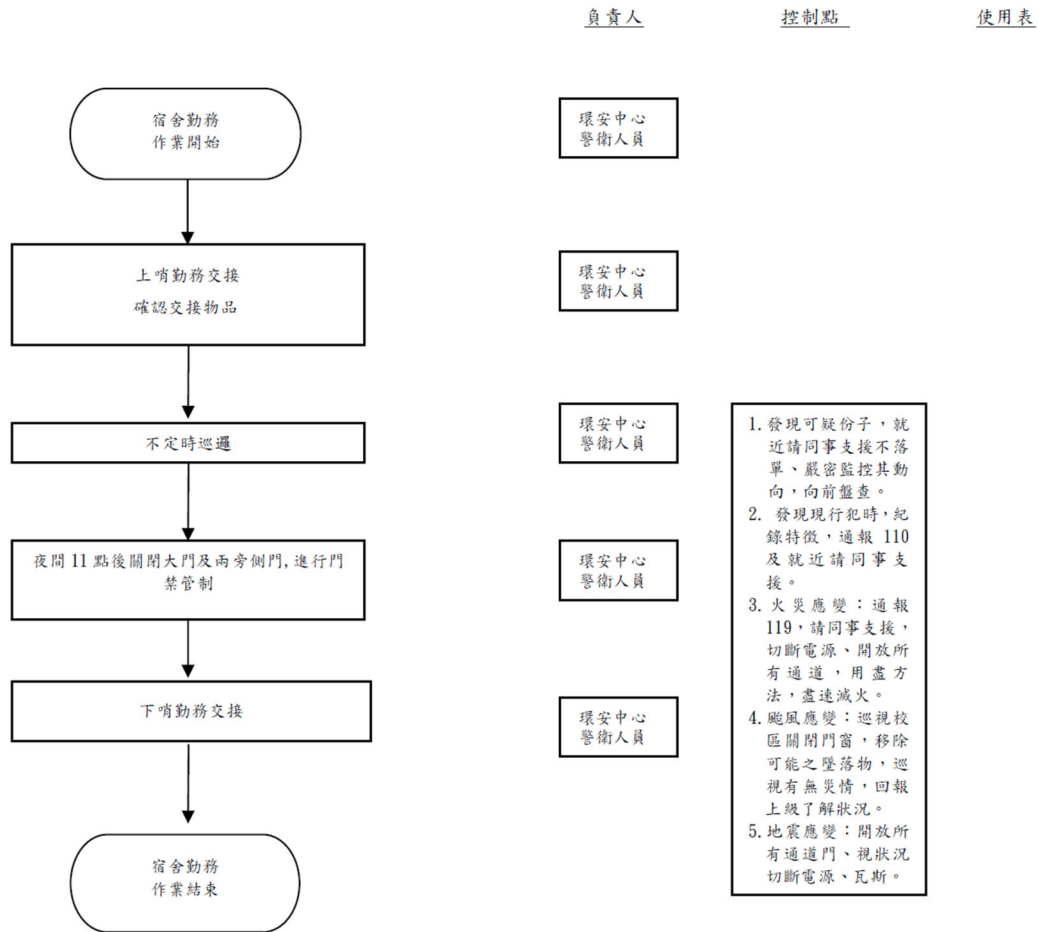 負責人 控制點 使用表
宿舍勤務
作業開始
環安中心
警衛人員
上哨勤務交接
確認交接物品
環安中心
警衛人員
不定時巡邏
環安中心
警衛人員
夜間 11 點後關閉大門及兩旁側門,進行門
禁管制
環安中心
警衛人員
下哨勤務交接
環安中心
警衛人員
宿舍勤務
作業結束
1.發現可疑份子,就
近請同事支援不落
單、嚴密監控其動
向,向前盤查。
2. 發現現行犯時,紀
錄特徵,通報 110
及就近請同事支
援。
3.火災應變:通報
119,請同事支援,
切斷電源、開放所
有通道,用盡方
法,盡速滅火。
4.颱風應變:巡視校
區關閉門窗,移除
可能之墜落物,巡
視有無災情,回報
上級了解狀況。
5.地震應變:開放所
有通道門、視狀況
切斷電源、瓦斯。